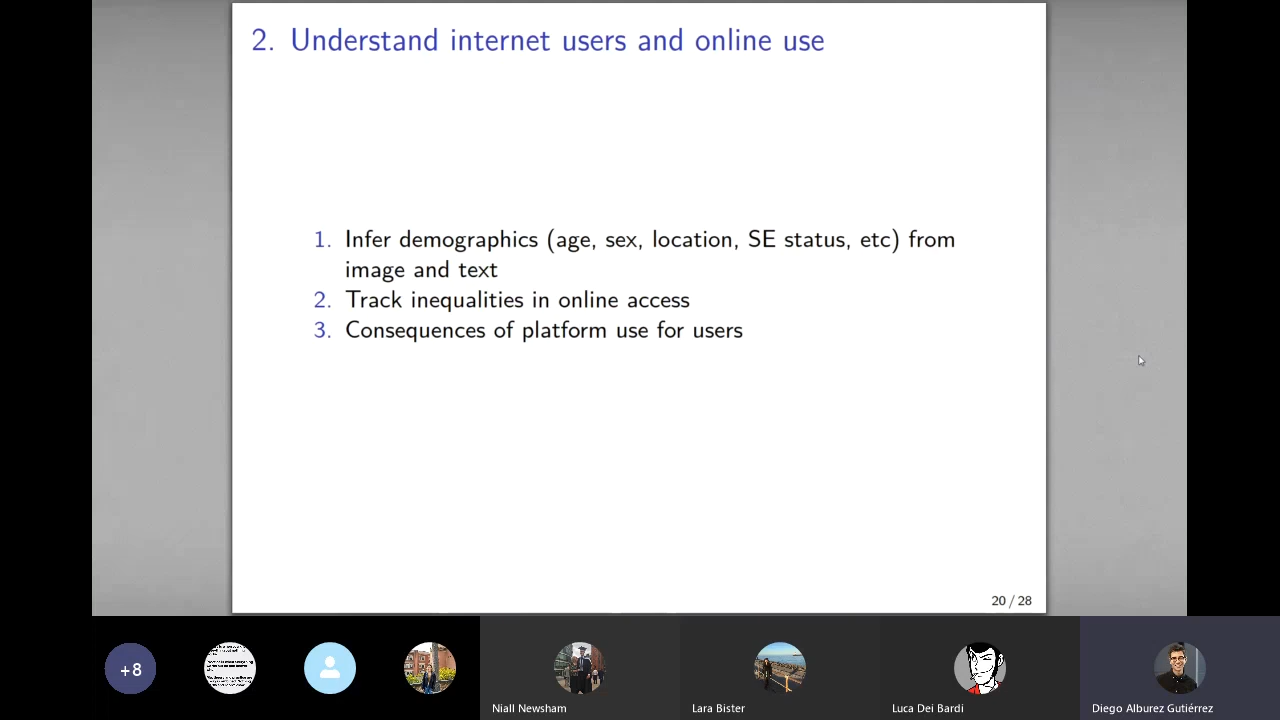 2. Understand internet users and online use
1. Infer demographics (age, sex, location, SE status, etc) from
image and text
2. Track inequalities in online access
3. Consequences of platform use for users
20 / 28
+8
Niall Newsham
Lara Bister
Luca Dei Bardi
Diego Alburez Gutiérrez